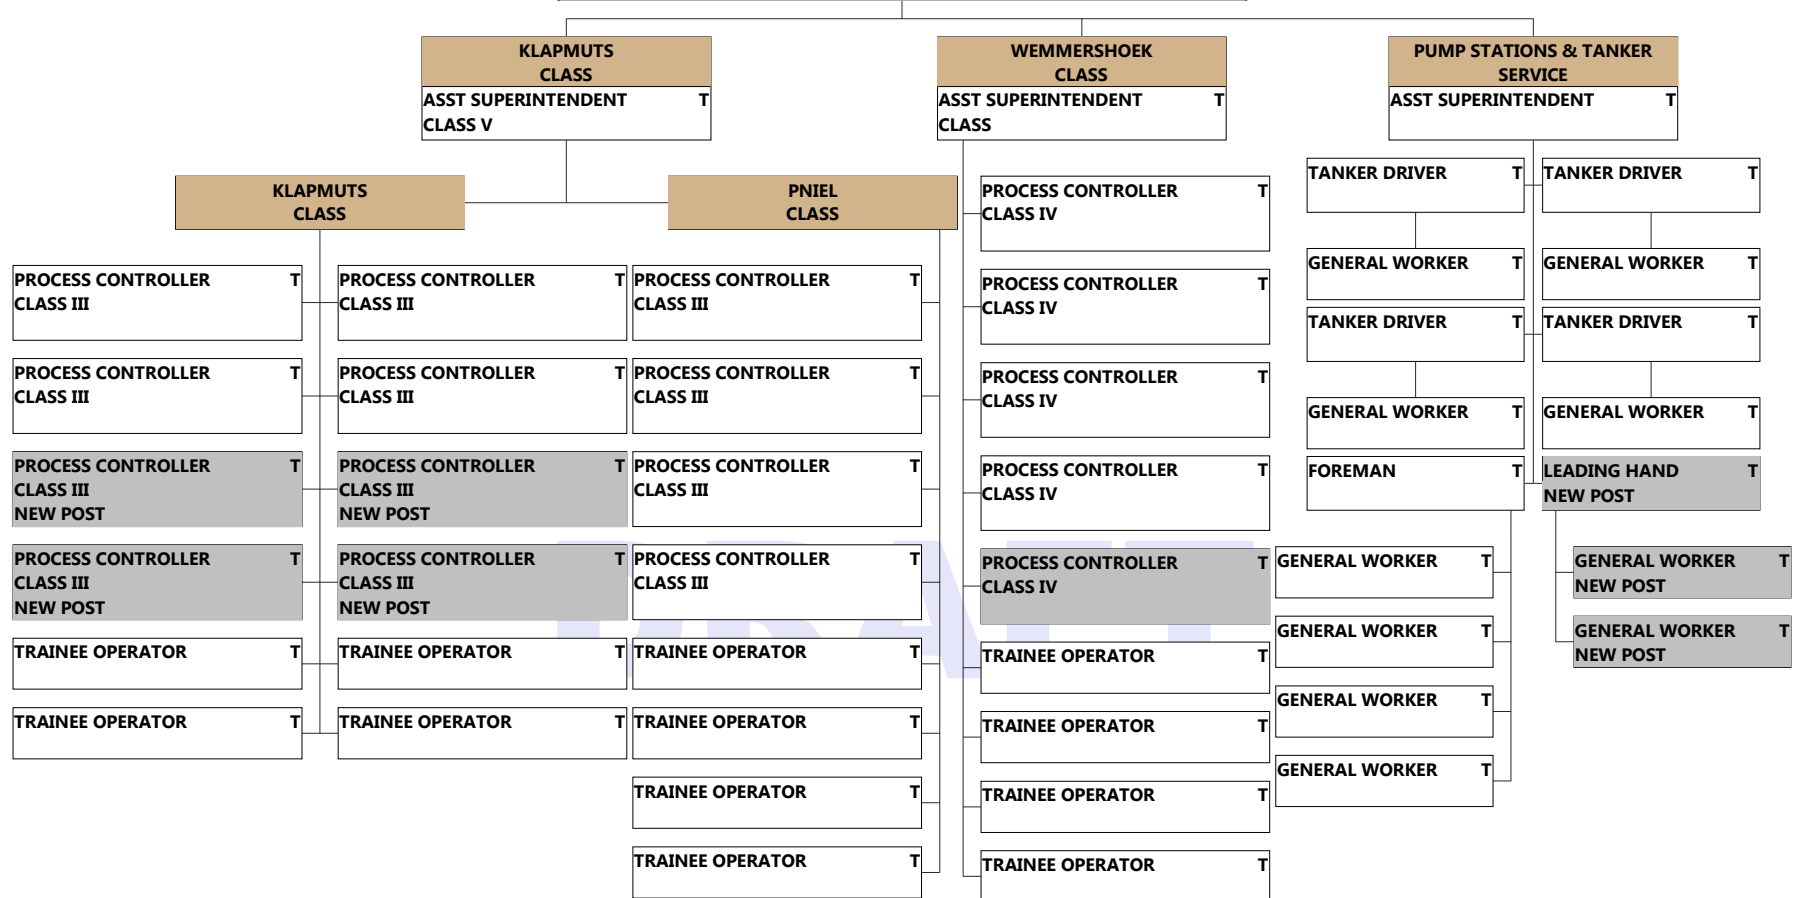 KLAPMUTS
CLASS
ASST SUPERINTENDENT T
CLASS V
WEMMERSHOEK
CLASS
ASST SUPERINTENDENT T
CLASS
PUMP STATIONS & TANKER
SERVICE
ASST SUPERINTENDENT T
KLAPMUTS
CLASS
PROCESS CONTROLLER T
CLASS III
PROCESS CONTROLLER T
CLASS III
PROCESS CONTROLLER T
CLASS III
NEW POST
PROCESS CONTROLLER T
CLASS III
NEW POST
TRAINEE OPERATOR T
TRAINEE OPERATOR T
PROCESS CONTROLLER T
CLASS III
PROCESS CONTROLLER T
CLASS III
PROCESS CONTROLLER T
CLASS III
NEW POST
PROCESS CONTROLLER T
CLASS III
NEW POST
TRAINEE OPERATOR T
TRAINEE OPERATOR T
PNIEL
CLASS
PROCESS CONTROLLER T
CLASS III
PROCESS CONTROLLER T
CLASS III
PROCESS CONTROLLER T
CLASS III
PROCESS CONTROLLER T
CLASS III
TRAINEE OPERATOR T
TRAINEE OPERATOR T
TRAINEE OPERATOR T
TRAINEE OPERATOR T
PROCESS CONTROLLER T
CLASS IV
PROCESS CONTROLLER T
CLASS IV
PROCESS CONTROLLER T
CLASS IV
PROCESS CONTROLLER T
CLASS IV
PROCESS CONTROLLER T
CLASS IV
TRAINEE OPERATOR T
TRAINEE OPERATOR T
TRAINEE OPERATOR T
TRAINEE OPERATOR T
TANKER DRIVER T
GENERAL WORKER T
TANKER DRIVER T
GENERAL WORKER T
FOREMAN T
GENERAL WORKER T
GENERAL WORKER T
GENERAL WORKER T
GENERAL WORKER T
TANKER DRIVER T
GENERAL WORKER T
TANKER DRIVER T
GENERAL WORKER T
LEADING HAND T
NEW POST
GENERAL WORKER T
NEW POST
GENERAL WORKER T
NEW POST
DRAFT